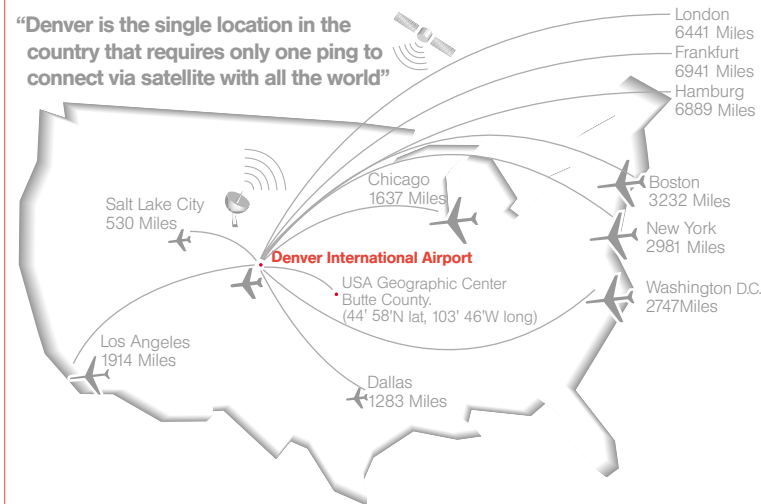 “Denver is the single location in the
country that requires only one ping to
connect via satellite with all the world”
London
6441 Miles
Frankfurt
6941 Miles
Hamburg
6889 Miles
Chicago
1637 Miles
Boston
3232 Miles
Salt Lake City
530 Miles
New York
2981 Miles
Denver International Airport
USA Geographic Center
Butte County.
(44' 58'N lat, 103' 46'W long)
Washington D.C.
2747Miles
Los Angeles
1914 Miles
Dallas
1283 Miles